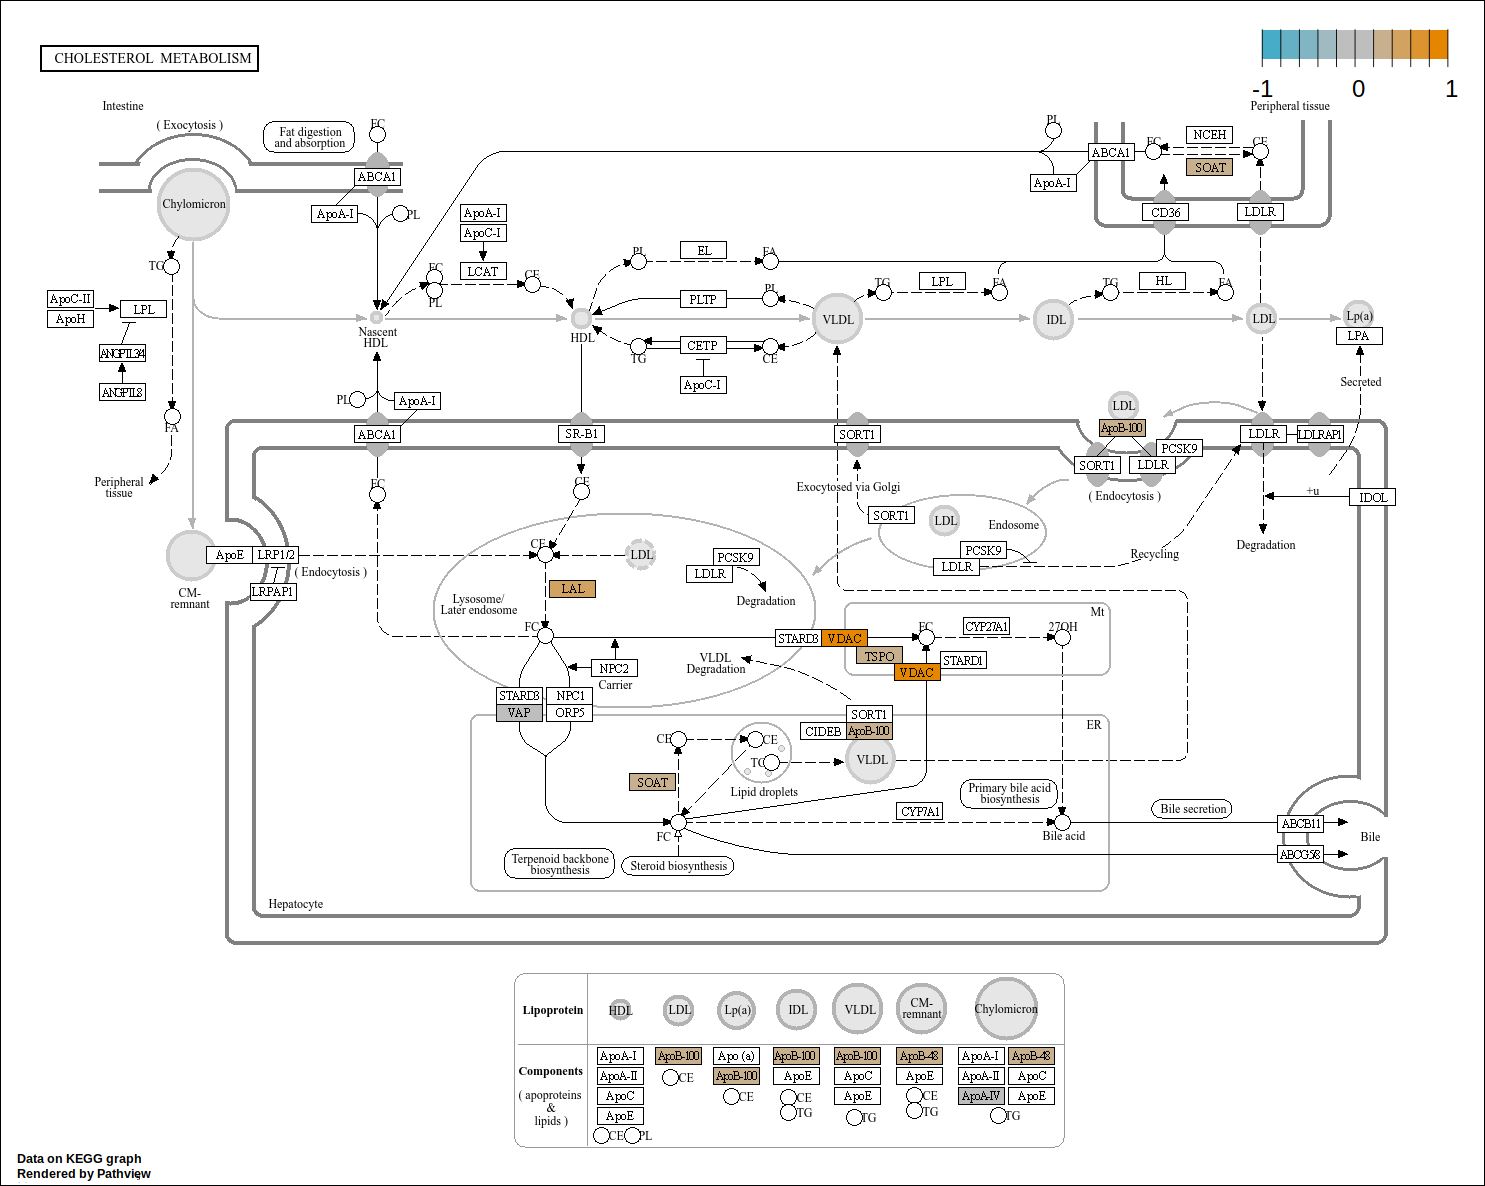 CHOLESTEROL METABOLISM
-1
0
1
Intestine
( Exocytosis )
Fat digestion
and absorption
FC
PL
Peripheral tissue
NCEH
FC
CE
ABCA1
SOAT
ABCA1
ApoA-I
Chylomicron
ApoA-I
PL
ApoA-I
ApoC-I
CD36
LDLR
TG
LCAT
FC
PL
CE
PL
EL
FA
ApoC-II
ApoH
LPL
PLTP
PL
TG
LPL
FA
TG
HL
FA
Nascent
HDL
HDL
VLDL
IDL
LDL
Lp(a)
LPA
ANGPTL3/4
TG
CETP
CE
ANGPTL8
ApoC-I
Secreted
PL
ApoA-I
LDL
FA
ABCA1
SR-B1
SORT1
ApoB-100
LDLR
LDLRAP1
PCSK9
SORT1
LDLR
Peripheral
tissue
FC
CE
Exocytosed via Golgi
( Endocytosis )
+u
IDOL
SORT1
LDL
Endosome
ApoE
LRP1/2
CE
LDL
PCSK9
LDLR
PCSK9
LDLR
Recycling
Degradation
( Endocytosis )
LRPAP1
CM-
remnant
LAL
Degradation
Lysosome/
Later endosome
Mt
FC
STARD3
VDAC
FC
CYP27A1
27OH
NPC2
Carrier
VLDL
Degradation
TSPO
STARD1
VDAC
STARD3
NPC1
VAP
ORP5
SORT1
CIDEB
ApoB-100
ER
CE
CE
TG
VLDL
SOAT
Lipid droplets
Primary bile acid
biosynthesis
CYP7A1
Bile secretion
FC
Bile acid
ABCB11
Bile
ABCG5/8
Terpenoid backbone
biosynthesis
Steroid biosynthesis
Hepatocyte
Lipoprotein
HDL
LDL
Lp(a)
IDL
VLDL
CM-
remnant
Chylomicron
Components
( apoproteins
&
lipids )
ApoA-I
ApoB-100
Apo (a)
ApoB-100
ApoB-100
ApoB-48
ApoA-I
ApoB-48
ApoA-II
CE
ApoB-100
ApoE
ApoC
ApoE
ApoA-II
ApoC
ApoC
CE
CE
ApoE
CE
ApoA-IV
ApoE
ApoE
TG
TG
TG
TG
CE
PL
Data on KEGG graph
Rendered by Pathview